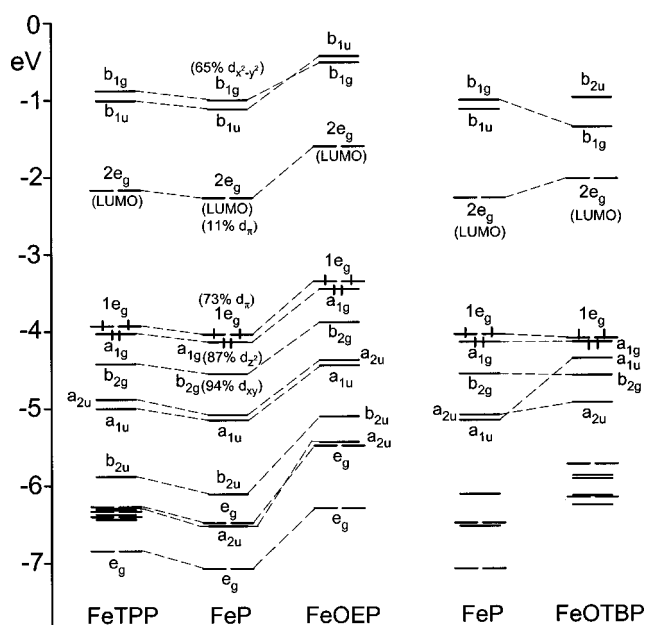 0
eV
-1
-2
-3
-4
-5
-6
-7
b1g
b1u
2eg
(LUMO)
1eg
a1g
b2g
a2u
a1u
b2u
eg
FeTPP
(65% dx²-y²)
b1g
b1u
2eg
(LUMO)
(11% dπ)
(73% dπ)
1eg
a1g (87% dz²)
b2g (94% dxy)
a1u
b2u
eg
a2u
eg
FeP
b1u
b1g
2eg
(LUMO)
1eg
a1g
b2g
a2u
a1u
b2u
a2u
eg
eg
FeOEP
b1g
b1u
2eg
(LUMO)
1eg
a1g
b2g
a2u
a1u
FeP
b2u
b1g
2eg
(LUMO)
1eg
a1g
a1u
b2g
a2u
FeOTBP